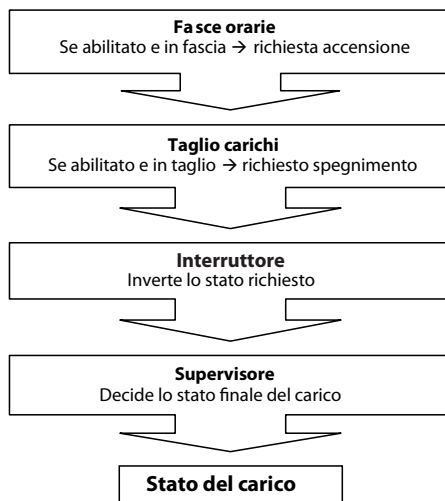 Fasce orarie
Se abilitato e in fascia → richiesta accensione
Taglio carichi
Se abilitato e in taglio → richiesto spegnimento
Interruttore
Inverte lo stato richiesto
Supervisore
Decide lo stato finale del carico
Stato del carico